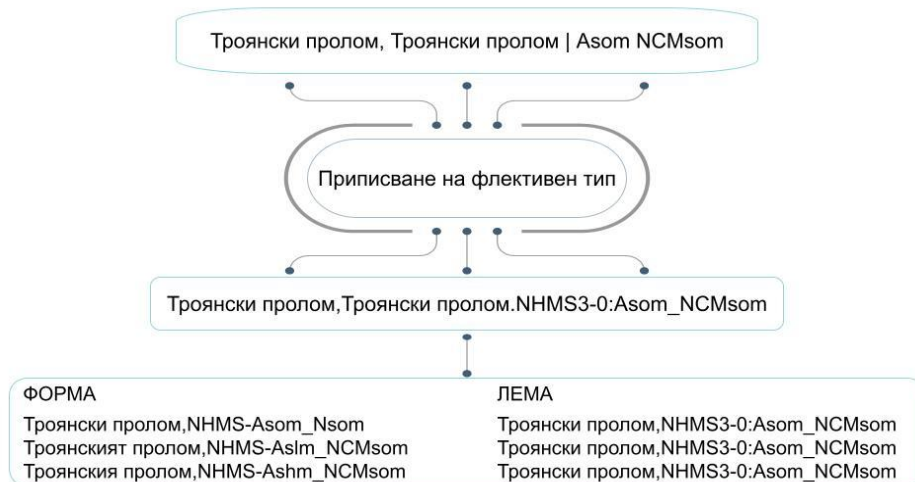 Троянски пролом, Троянски пролом | Asom NCMsom
Приписване на флективен тип
Троянски пролом,Троянски пролом.NHMS3-0:Asom_NCMsom
ФОРМА
Троянски пролом,NHMS-Asom_Nsom
Троянският пролом,NHMS-Aslm_NCMsom
Троянския пролом,NHMS-Ashm_NCMsom
ЛЕМА
Троянски пролом,NHMS3-0:Asom_NCMsom
Троянски пролом,NHMS3-0:Asom_NCMsom
Троянски пролом,NHMS3-0:Asom_NCMsom